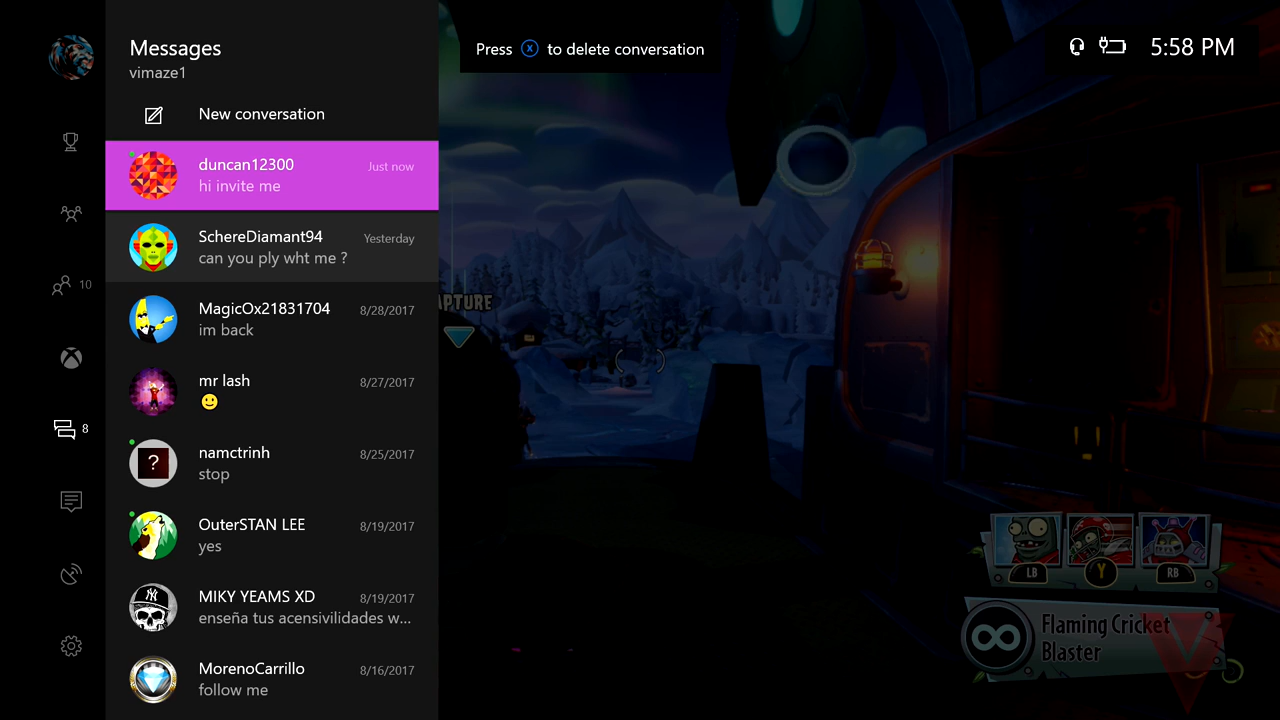 Messages
vimaze1
New conversation
duncan12300 Just now
hi invite me
SchereDiamant94 Yesterday
can you ply wht me ?
MagicOx21831704 8/28/2017
im back
mr lash 8/27/2017
🙂
namctrinh 8/25/2017
? stop
OuterSTAN LEE 8/19/2017
yes
MIKY YEAMS XD 8/19/2017
enseña tus acensivilidades w...
MorenoCarrillo 8/16/2017
follow me
10
8
Press X to delete conversation
5:58 PM
APTURE
LB Y RB
Flaming Cricket
Blaster